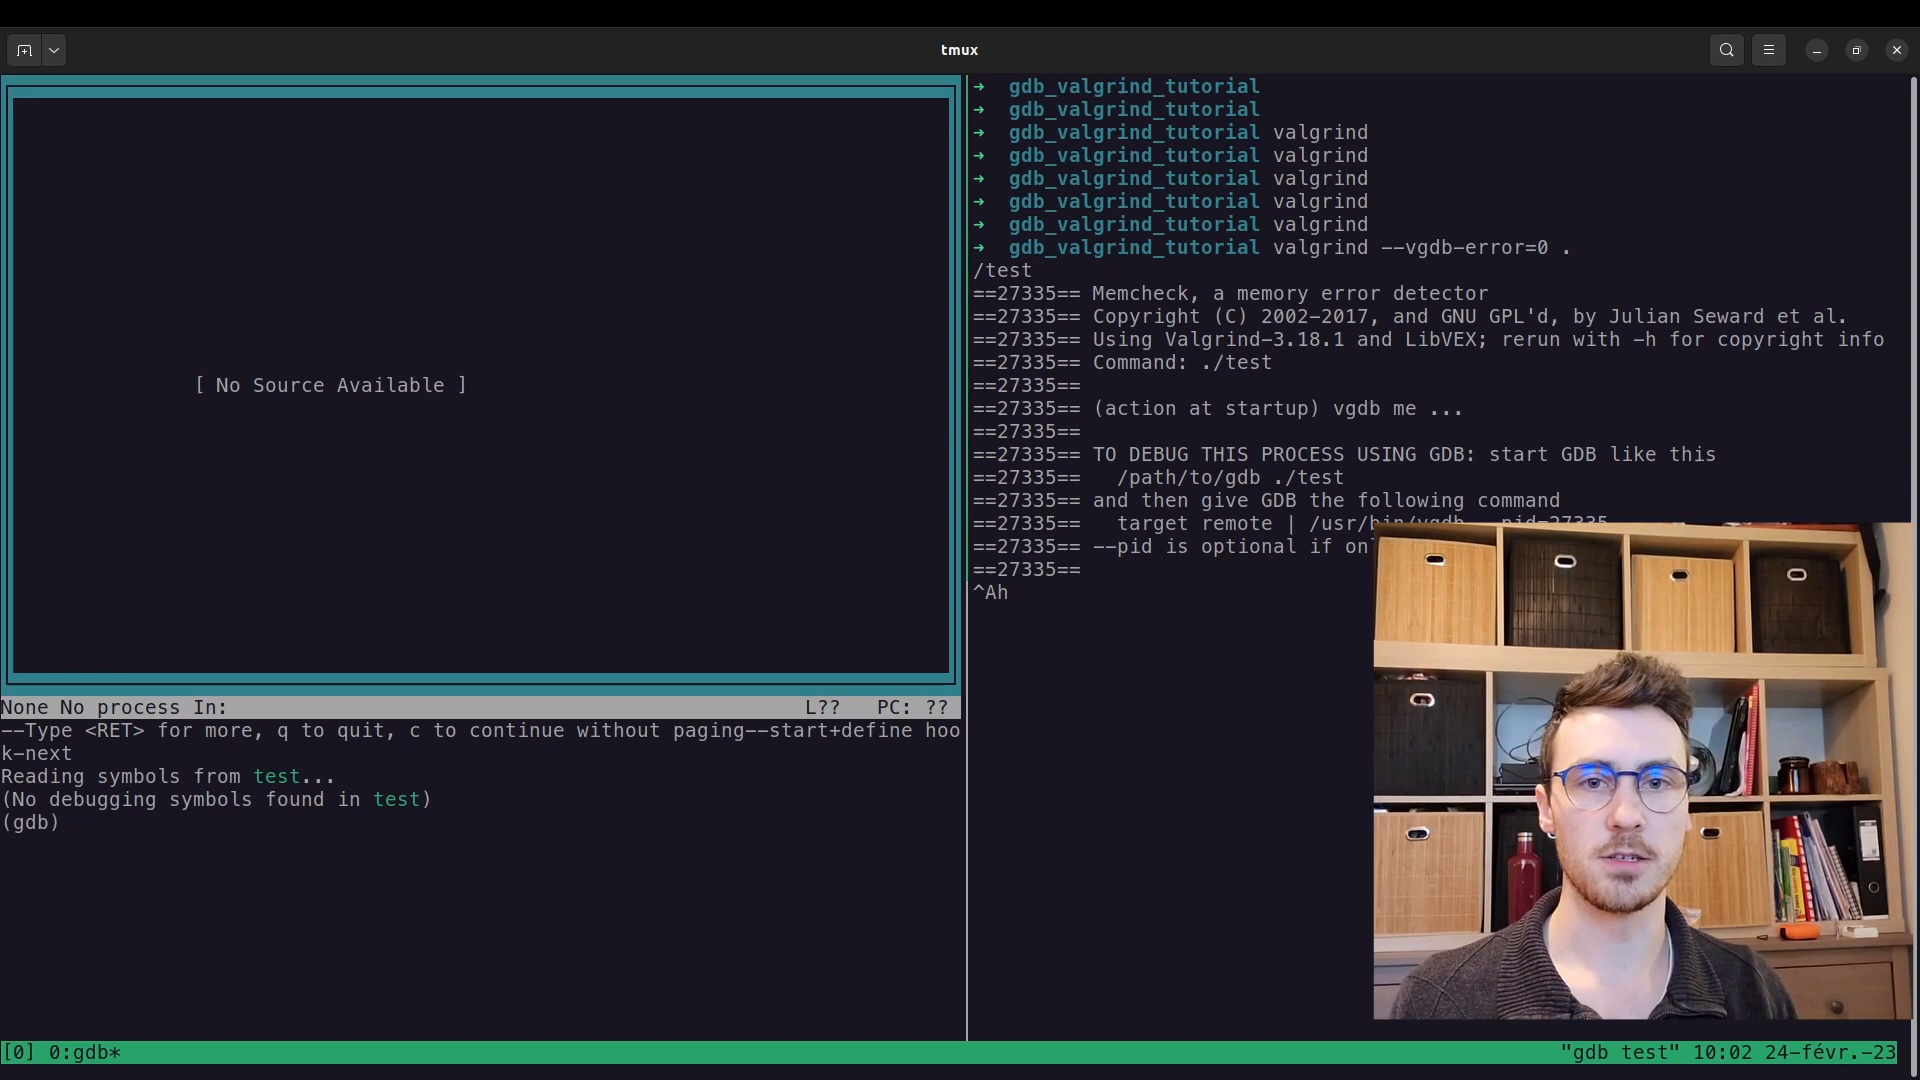 tmux
[ No Source Available ]
None No process In: L?? PC: ??
--Type <RET> for more, q to quit, c to continue without paging--start+define hoo
k-next
Reading symbols from test...
(No debugging symbols found in test)
(gdb)
→ gdb_valgrind_tutorial
→ gdb_valgrind_tutorial
→ gdb_valgrind_tutorial valgrind
→ gdb_valgrind_tutorial valgrind
→ gdb_valgrind_tutorial valgrind
→ gdb_valgrind_tutorial valgrind
→ gdb_valgrind_tutorial valgrind
→ gdb_valgrind_tutorial valgrind --vgdb-error=0 .
/test
==27335== Memcheck, a memory error detector
==27335== Copyright (C) 2002-2017, and GNU GPL'd, by Julian Seward et al.
==27335== Using Valgrind-3.18.1 and LibVEX; rerun with -h for copyright info
==27335== Command: ./test
==27335==
==27335== (action at startup) vgdb me ...
==27335==
==27335== TO DEBUG THIS PROCESS USING GDB: start GDB like this
==27335== /path/to/gdb ./test
==27335== and then give GDB the following command
==27335== target remote | /usr/bin/vgdb --pid=27335
==27335== --pid is optional if
==27335==
^Ah
[0] 0:gdb* "gdb test" 10:02 24-févr.-23